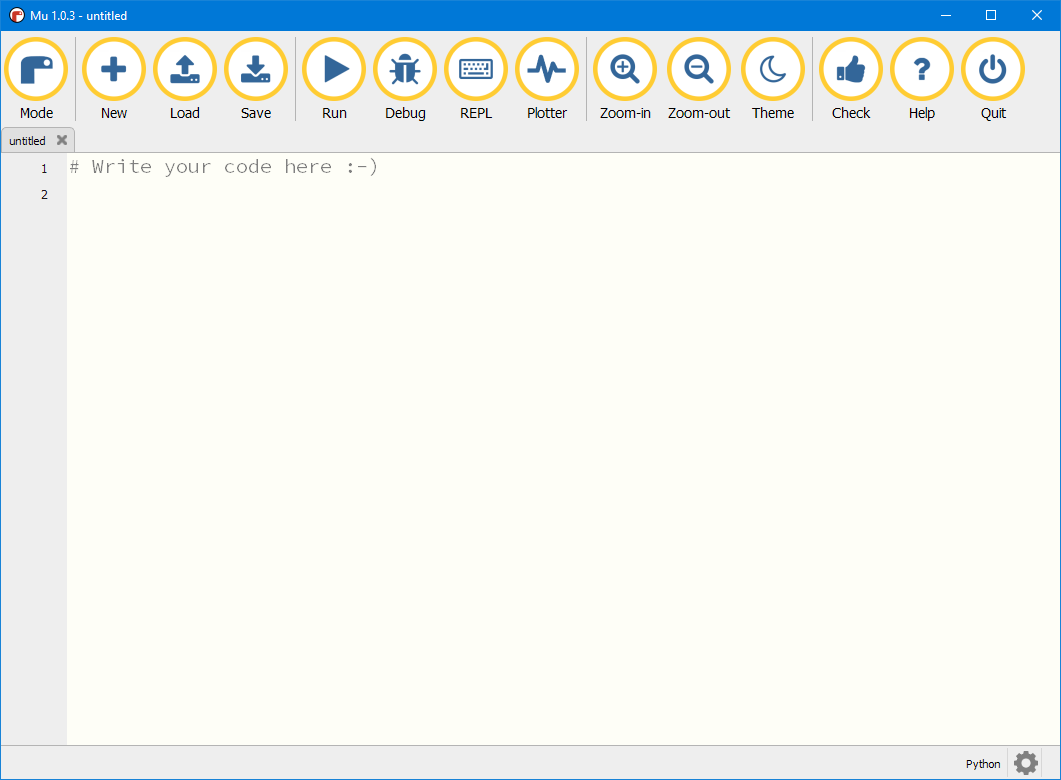 Mu 1.0.3 - untitled
Mode New Load Save Run Debug REPL Plotter Zoom-in Zoom-out Theme Check Help Quit
untitled
1 # Write your code here :-)
2
Python